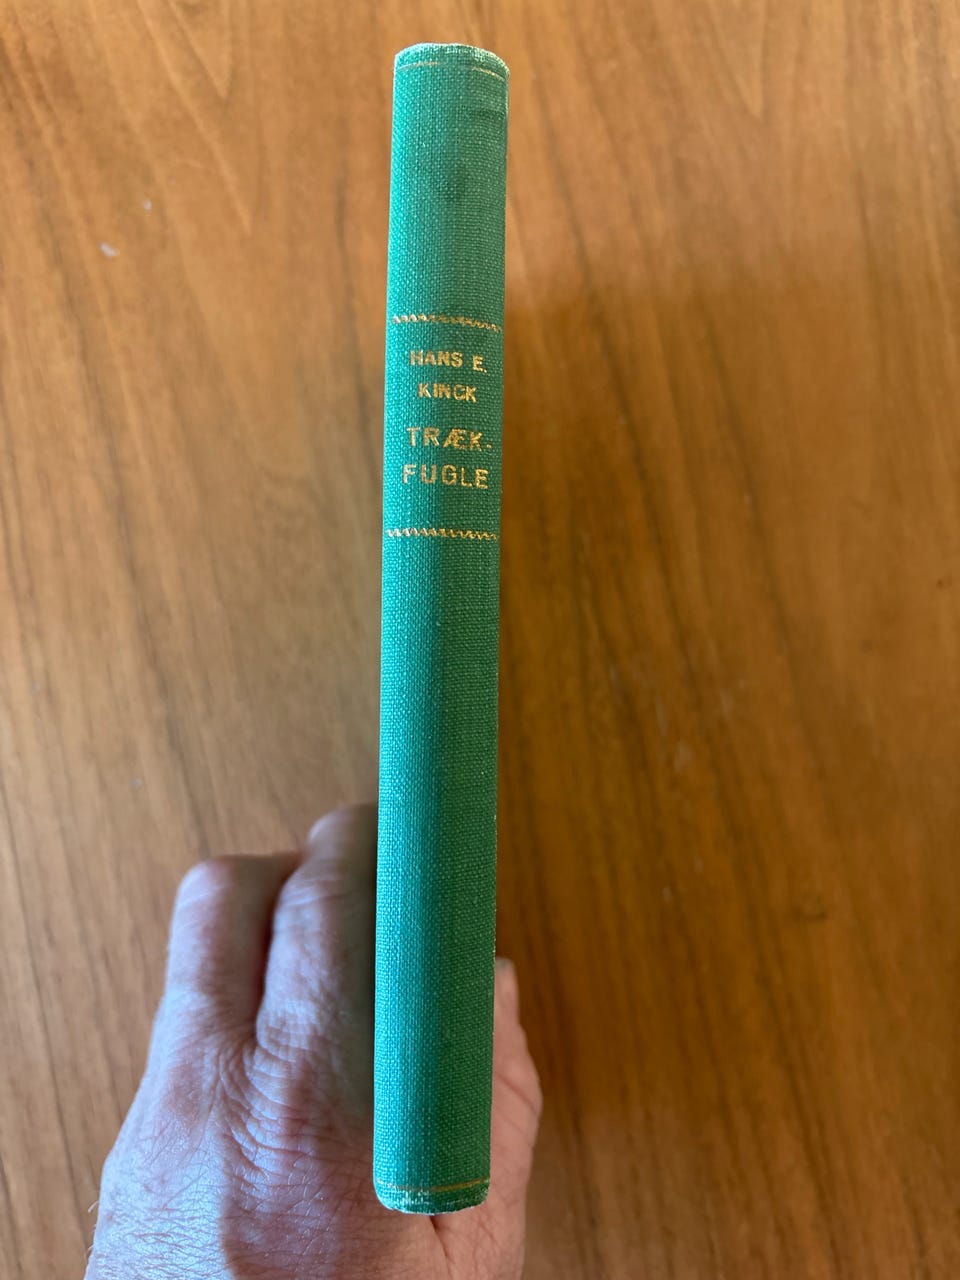 HANS E.
KINCK
TRÆK-
FUGLE